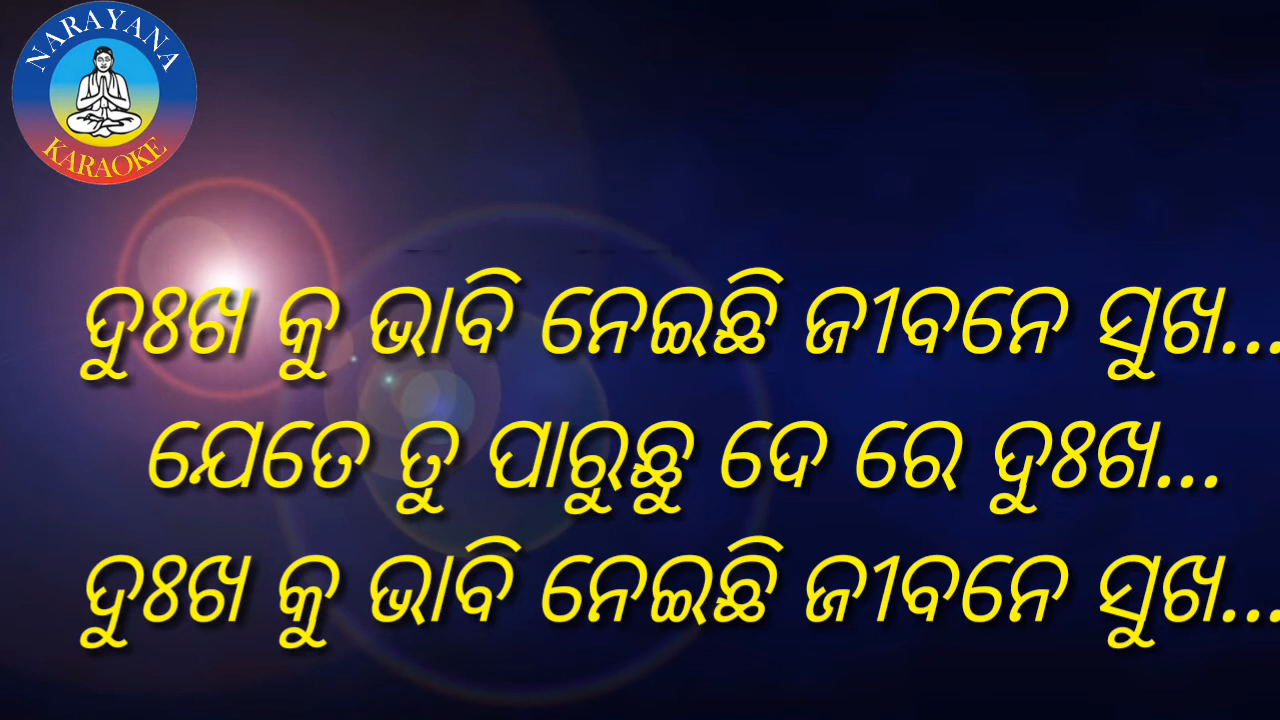 NARAYANA
KARAOKE
ଦୁଃଖ କୁ ଭାବି ନେଇଛି ଜୀବନେ ସୁଖ...
ଯେତେ ତୁ ପାରୁଛୁ ଦେ ରେ ଦୁଃଖ...
ଦୁଃଖ କୁ ଭାବି ନେଇଛି ଜୀବନେ ସୁଖ...